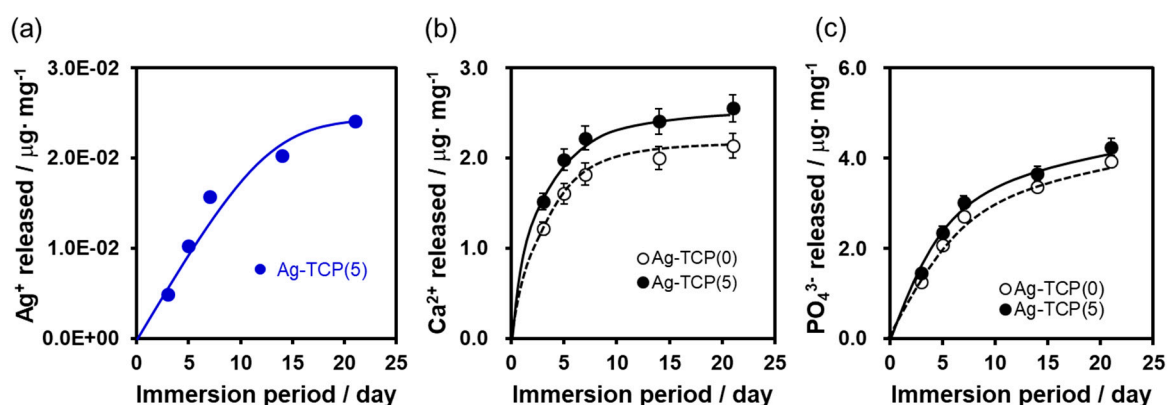 (a)
Ag⁺ released / μg· mg⁻¹
3.0E-02
2.0E-02
1.0E-02
0.0E+00
Ag-TCP(5)
0 5 10 15 20 25
Immersion period / day
(b)
Ca²⁺ released / μg· mg⁻¹
3.0
2.0
1.0
0.0
Ag-TCP(0)
Ag-TCP(5)
0 5 10 15 20 25
Immersion period / day
(c)
PO₄³⁻ released / μg· mg⁻¹
6.0
4.0
2.0
0.0
Ag-TCP(0)
Ag-TCP(5)
0 5 10 15 20 25
Immersion period / day